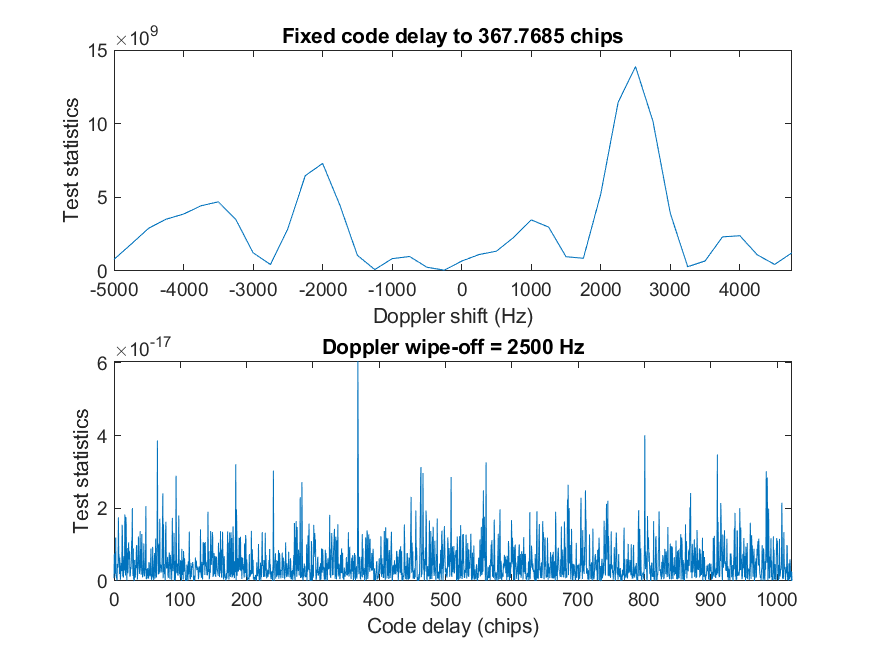 ×10^9
Fixed code delay to 367.7685 chips
15
10
5
0
Test statistics
-5000 -4000 -3000 -2000 -1000 0 1000 2000 3000 4000
Doppler shift (Hz)
×10^-17
Doppler wipe-off = 2500 Hz
6
4
2
0
Test statistics
0 100 200 300 400 500 600 700 800 900 1000
Code delay (chips)